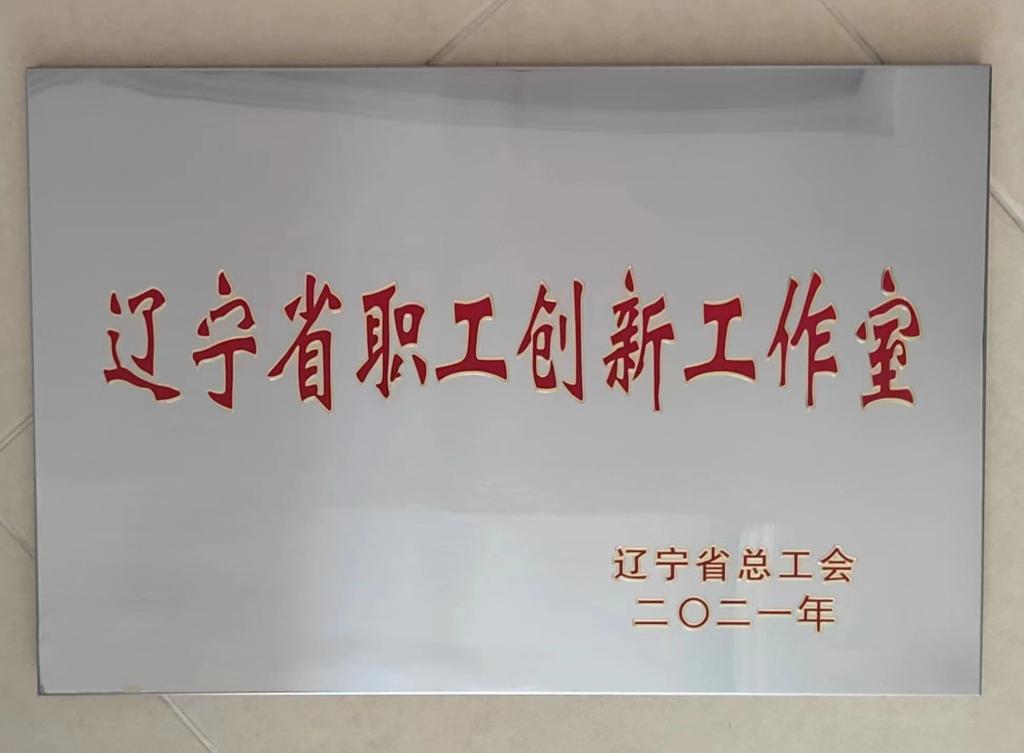 辽宁省职工创新工作室
辽宁省总工会
二〇二一年